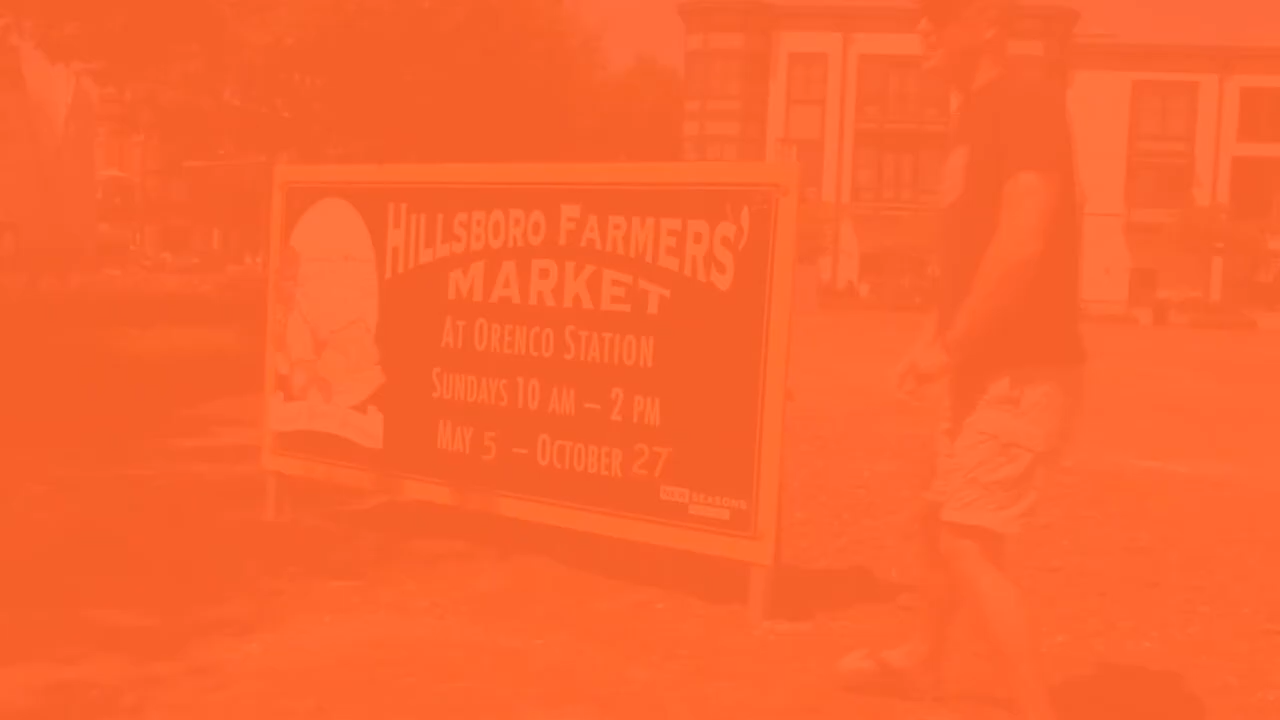 HILLSBORO FARMERS'
MARKET
AT ORENCO STATION
SUNDAYS 10 AM – 2 PM
MAY 5 – OCTOBER 27
NEW SEASONS